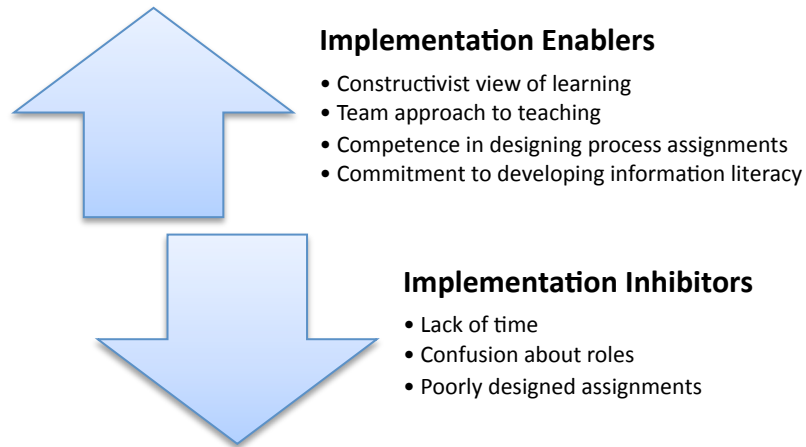 Implementation Enablers
• Constructivist view of learning
• Team approach to teaching
• Competence in designing process assignments
• Commitment to developing information literacy
Implementation Inhibitors
• Lack of time
• Confusion about roles
• Poorly designed assignments